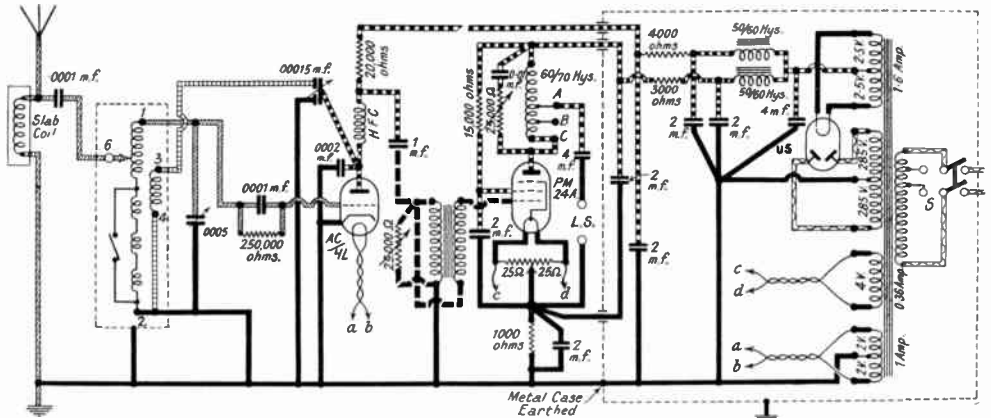 ·0001 m.f.
Slab
Coil
6
1
3
4
2
·0005
·0001 m.f.
250,000
ohms.
·00015 m.f.
·0002
m.f.
20,000
ohms
HFC
AC/
4L
a b
1
m.f.
25,000 Ω
15,000 ohms
25,000 Ω
60/70 Hys.
A
B
C
4
m.f.
PM
24A
L.S.
2
m.f.
25Ω 25Ω
c d
1000
ohms
2
m.f.
2
m.f.
2
m.f.
Metal Case
Earthed
4000
ohms
3000
ohms
50/60 Hys.
50/60 Hys.
2
m.f.
2
m.f.
4 m.f.
U5
2·5V
2·5V
1·6 Amp.
285V
285V
S
c
d
4V
0·36 Amp.
a
b
2V
2V
1 Amp.